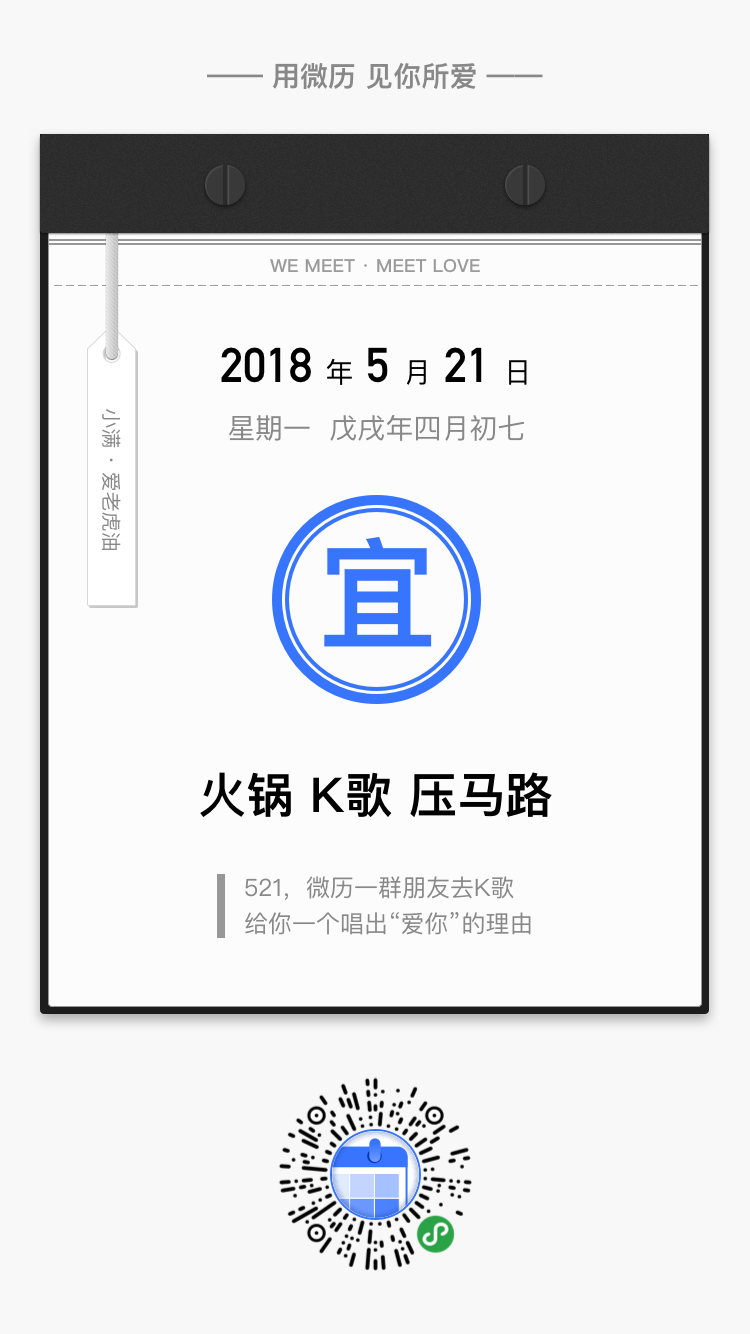 —— 用微历 见你所爱 ——
WE MEET · MEET LOVE
2018 年 5 月 21 日
星期一 戊戌年四月初七
小满 · 爱老虎油
宜
火锅 K歌 压马路
521，微历一群朋友去K歌
给你一个唱出“爱你”的理由